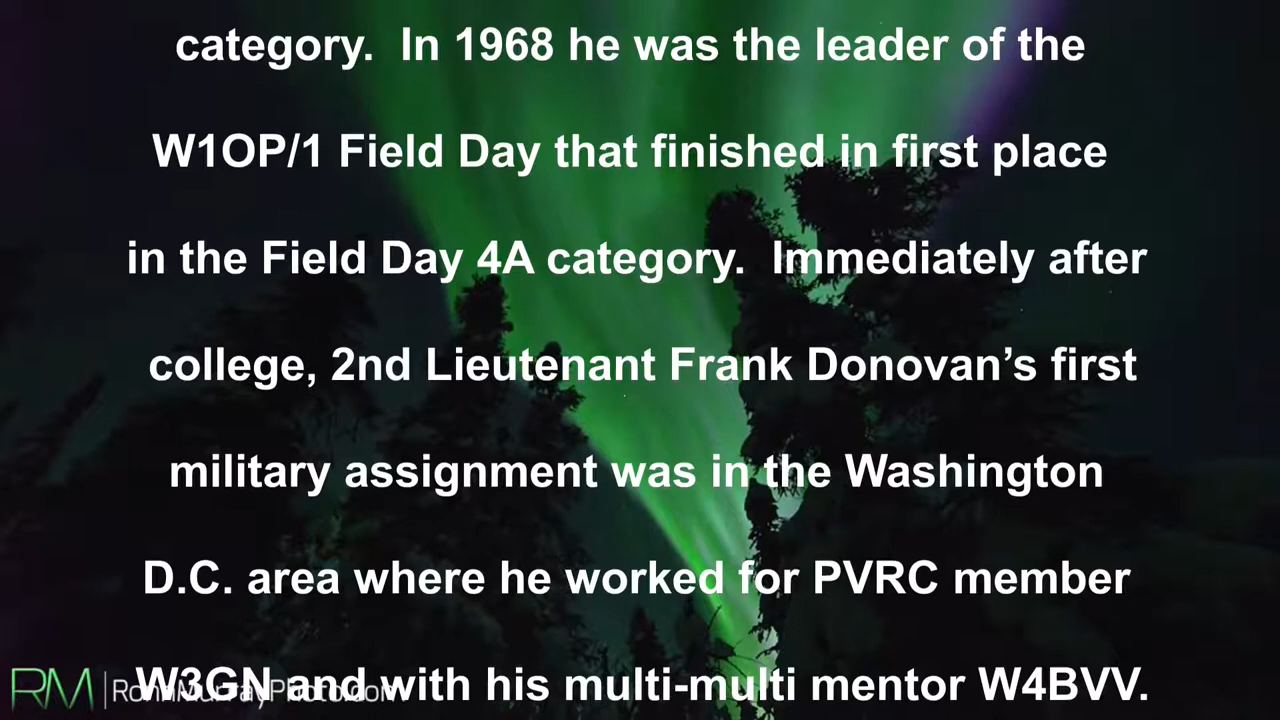 category.  In 1968 he was the leader of the
W1OP/1 Field Day that finished in first place
in the Field Day 4A category.  Immediately after
college, 2nd Lieutenant Frank Donovan’s first
military assignment was in the Washington
D.C. area where he worked for PVRC member
W3GN and with his multi-multi mentor W4BVV.
RM